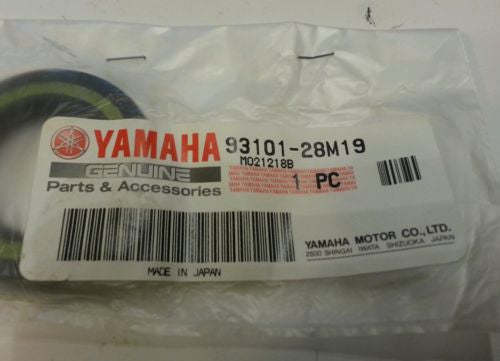 YAMAHA 93101-28M19
GENUINE MO21218B
Parts & Accessories 1 PC
YAMAHA MOTOR CO., LTD.
2500 SHINGAI IWATA SHIZUOKA JAPAN
MADE IN JAPAN